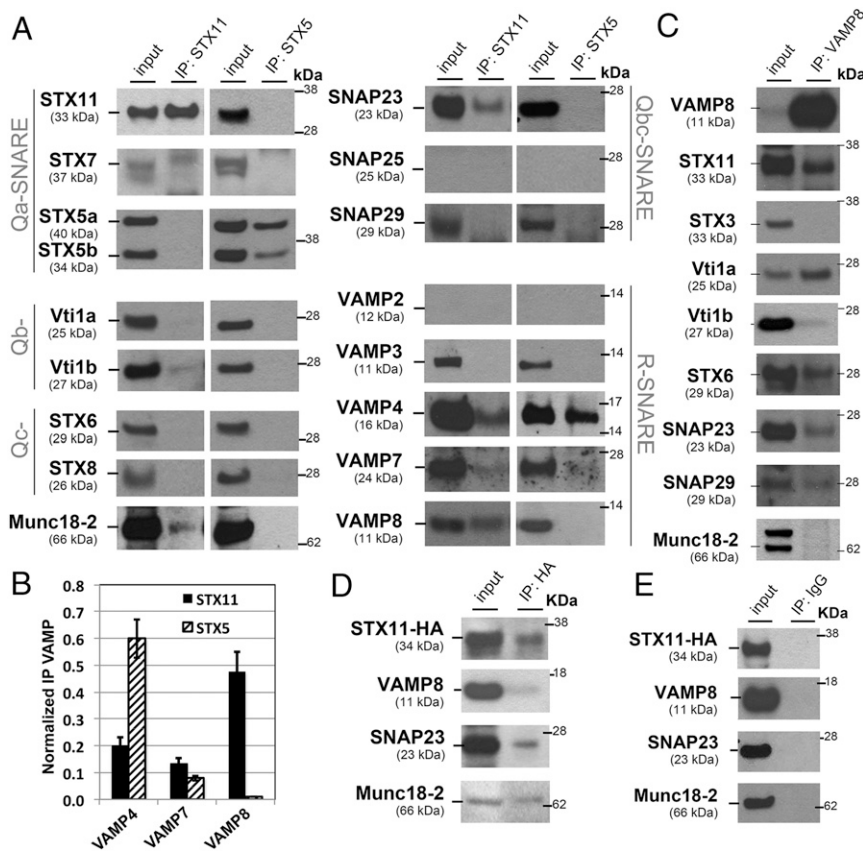 A
input
IP: STX11
input
IP: STX5
kDa
Qa-SNARE
STX11
(33 kDa)
38
28
STX7
(37 kDa)
STX5a
(40 kDa)
STX5b
(34 kDa)
38
Qb-
Vti1a
(25 kDa)
28
Vti1b
(27 kDa)
28
Qc-
STX6
(29 kDa)
28
STX8
(26 kDa)
28
Munc18-2
(66 kDa)
62
input
IP: STX11
input
IP: STX5
kDa
Qbc-SNARE
SNAP23
(23 kDa)
28
SNAP25
(25 kDa)
28
SNAP29
(29 kDa)
28
R-SNARE
VAMP2
(12 kDa)
14
VAMP3
(11 kDa)
14
VAMP4
(16 kDa)
17
14
VAMP7
(24 kDa)
28
VAMP8
(11 kDa)
14
C
input
IP: VAMP8
kDa
VAMP8
(11 kDa)
STX11
(33 kDa)
38
28
STX3
(33 kDa)
38
28
Vti1a
(25 kDa)
28
Vti1b
(27 kDa)
28
STX6
(29 kDa)
28
SNAP23
(23 kDa)
28
SNAP29
(29 kDa)
28
Munc18-2
(66 kDa)
62
B
Normalized IP VAMP
0.8
0.7
0.6
0.5
0.4
0.3
0.2
0.1
0.0
STX11
STX5
VAMP4
VAMP7
VAMP8
D
input
IP: HA
KDa
STX11-HA
(34 kDa)
38
VAMP8
(11 kDa)
18
SNAP23
(23 kDa)
28
Munc18-2
(66 kDa)
62
E
input
IP: IgG
KDa
STX11-HA
(34 kDa)
38
VAMP8
(11 kDa)
18
SNAP23
(23 kDa)
28
Munc18-2
(66 kDa)
62